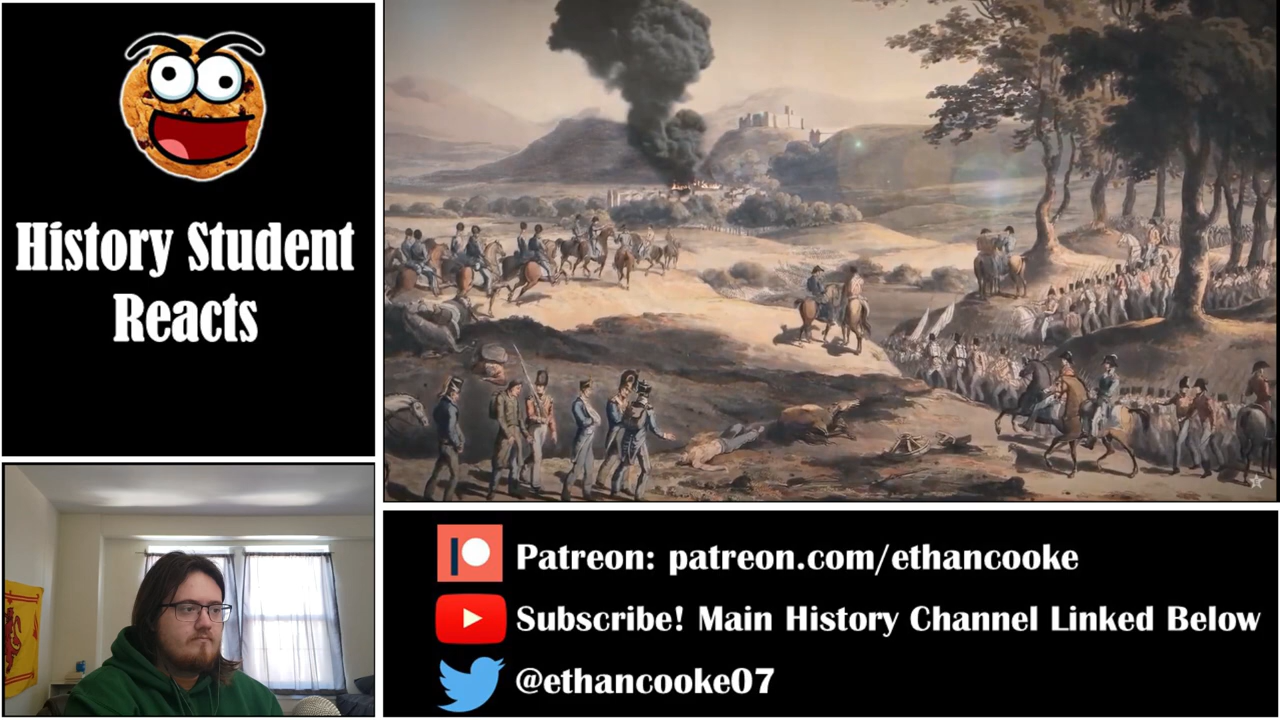 History Student
Reacts
Patreon: patreon.com/ethancooke
Subscribe! Main History Channel Linked Below
@ethancooke07